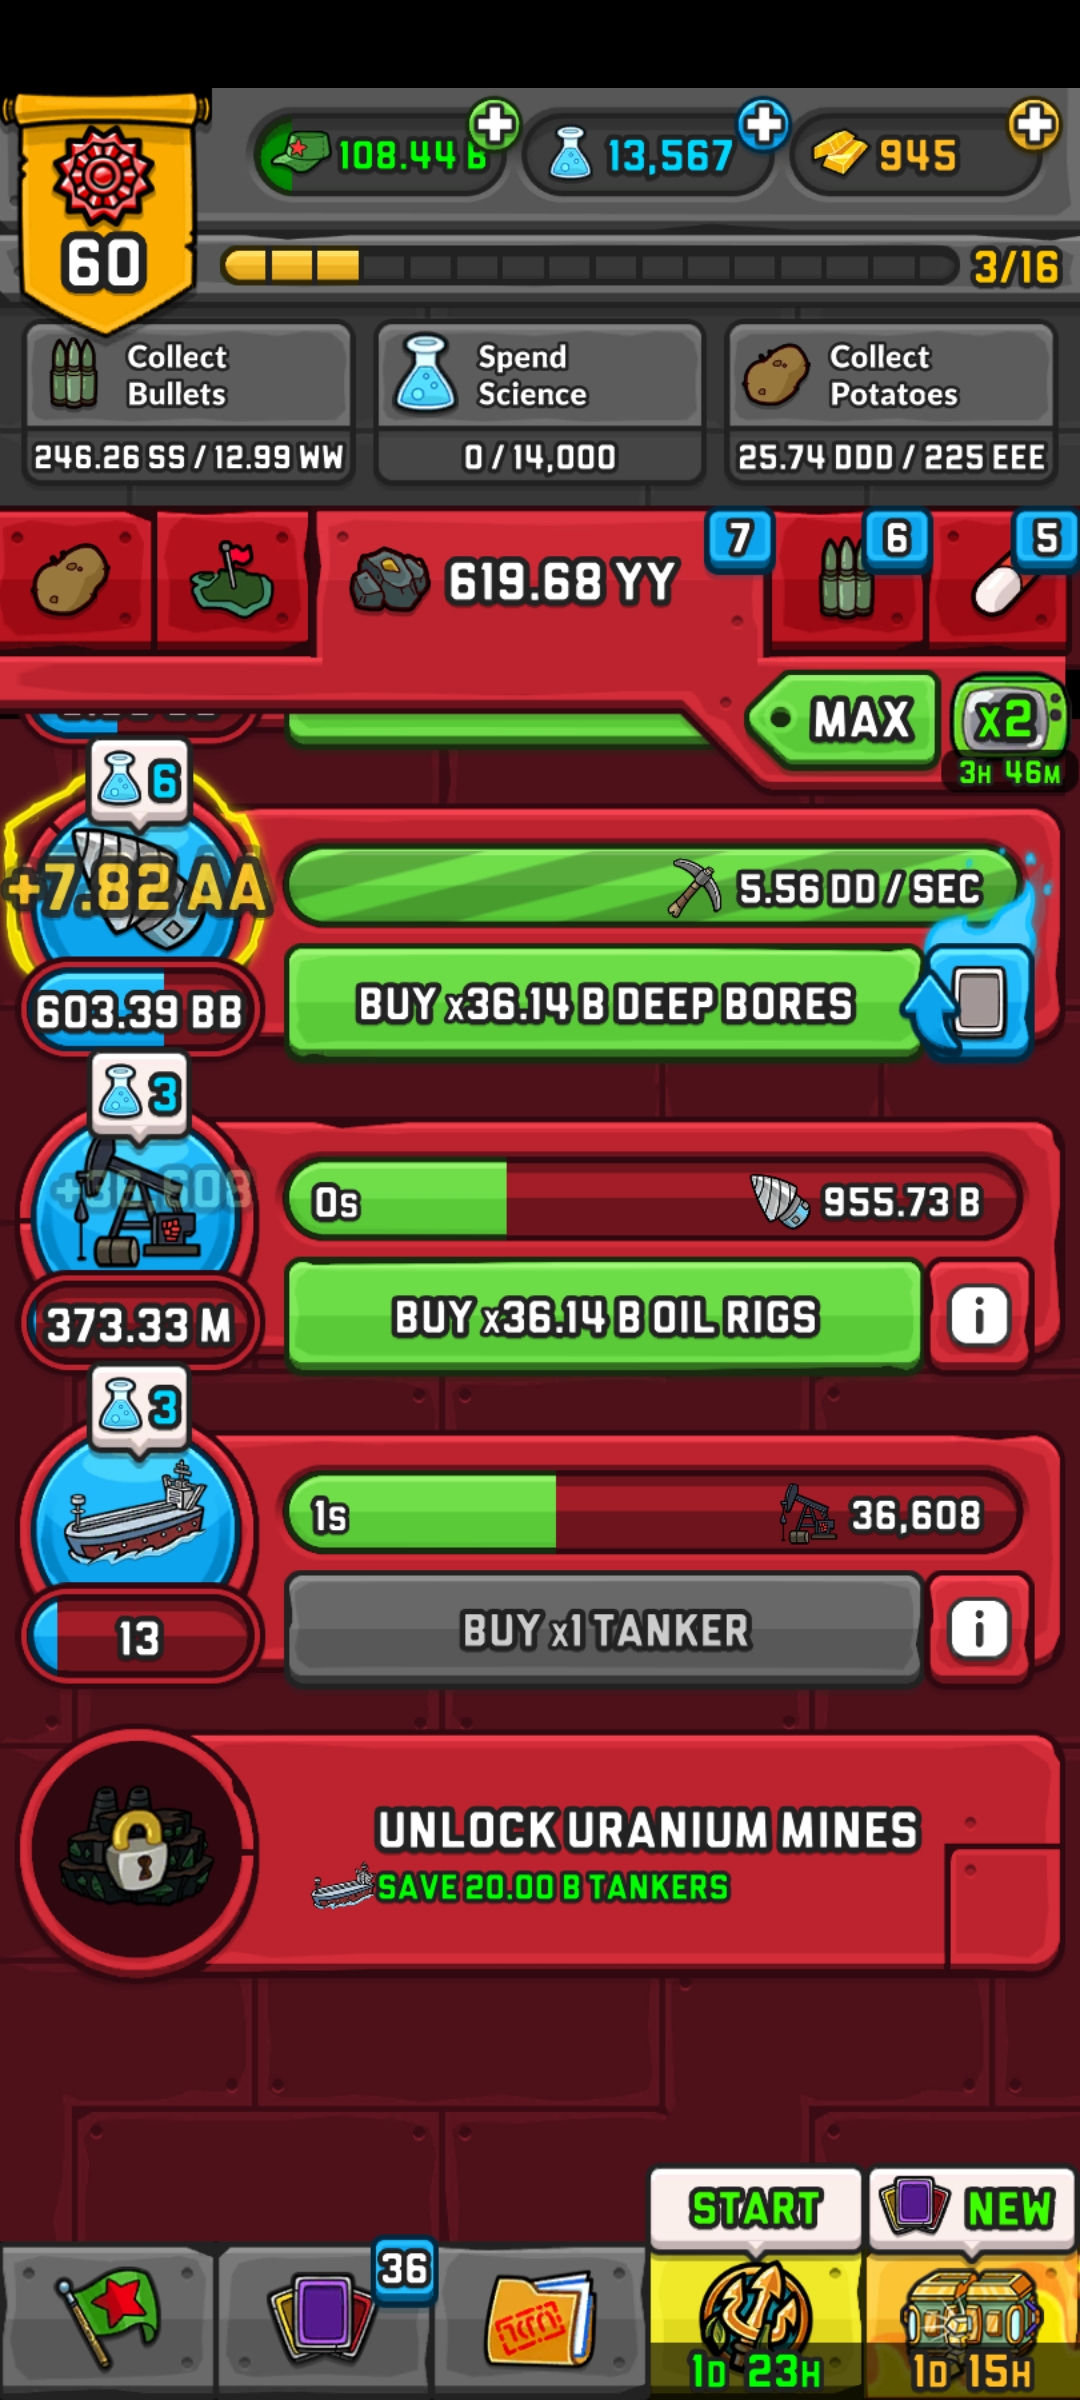 60
108.44 B
13,567
945
3/16
Collect
Bullets
246.26 SS / 12.99 WW
Spend
Science
0 / 14,000
Collect
Potatoes
25.74 DDD / 225 EEE
619.68 YY
7
6
5
MAX
x2
3H 46M
6
+7.82 AA
5.56 DD / SEC
603.39 BB
BUY x36.14 B DEEP BORES
3
0s
955.73 B
373.33 M
BUY x36.14 B OIL RIGS
i
3
1s
36,608
13
BUY x1 TANKER
i
UNLOCK URANIUM MINES
SAVE 20.00 B TANKERS
START
NEW
36
1D 23H
1D 15H